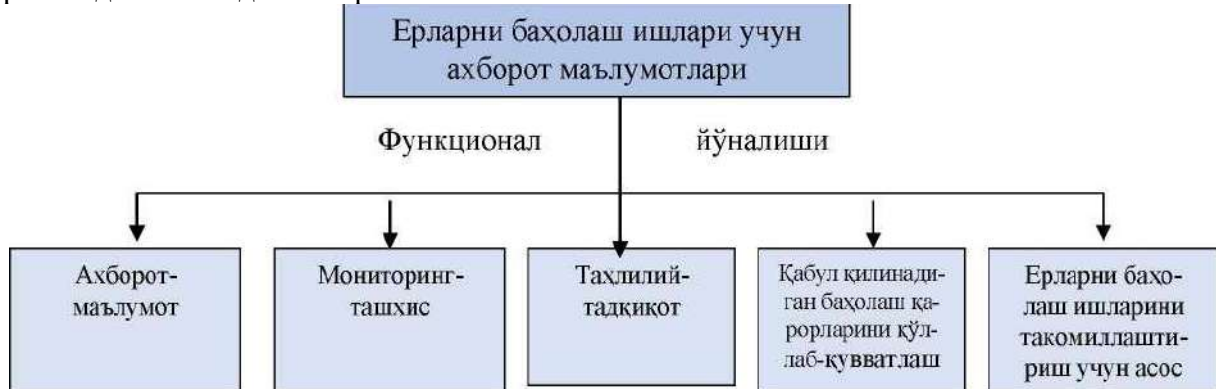 Ерларни баҳолаш ишлари учун
ахборот маълумотлари
Функционал йўналиши
Ахборот-
маълумот
Мониторинг-
ташхис
Таҳлилий-
тадқиқот
Қабул қилинади-
ган баҳолаш қа-
рорларини қўл-
лаб-қувватлаш
Ерларни баҳо-
лаш ишларини
такомиллашти-
риш учун асос